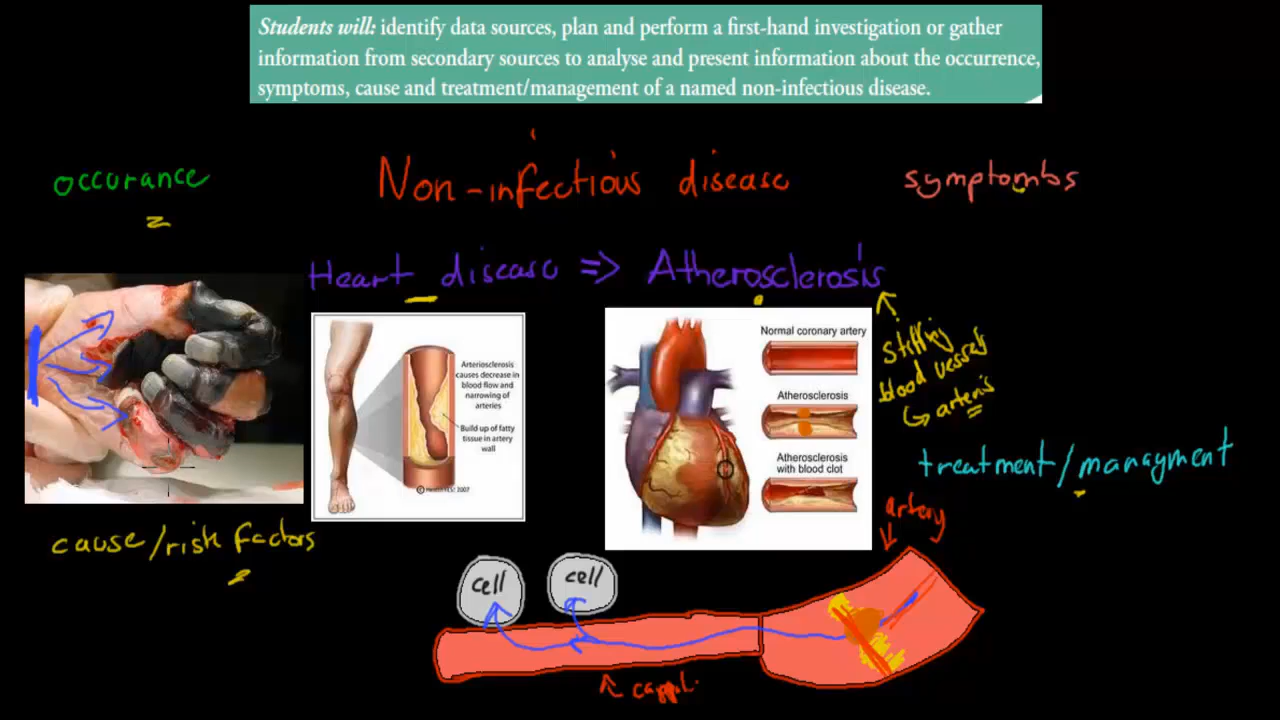 Students will: identify data sources, plan and perform a first-hand investigation or gather
information from secondary sources to analyse and present information about the occurrence,
symptoms, cause and treatment/management of a named non-infectious disease.
occurance
Non-infectious disease
symptombs
Heart disease => Atherosclerosis
Arteriosclerosis
causes decrease in
blood flow and
narrowing of
arteries
Build up of fatty
tissue in artery
wall
2007
Normal coronary artery
Atherosclerosis
Atherosclerosis
with blood clot
stiffing
blood vessels
arteris
treatment/managment
cause/risk factors
artery
cell
cell
cappil.